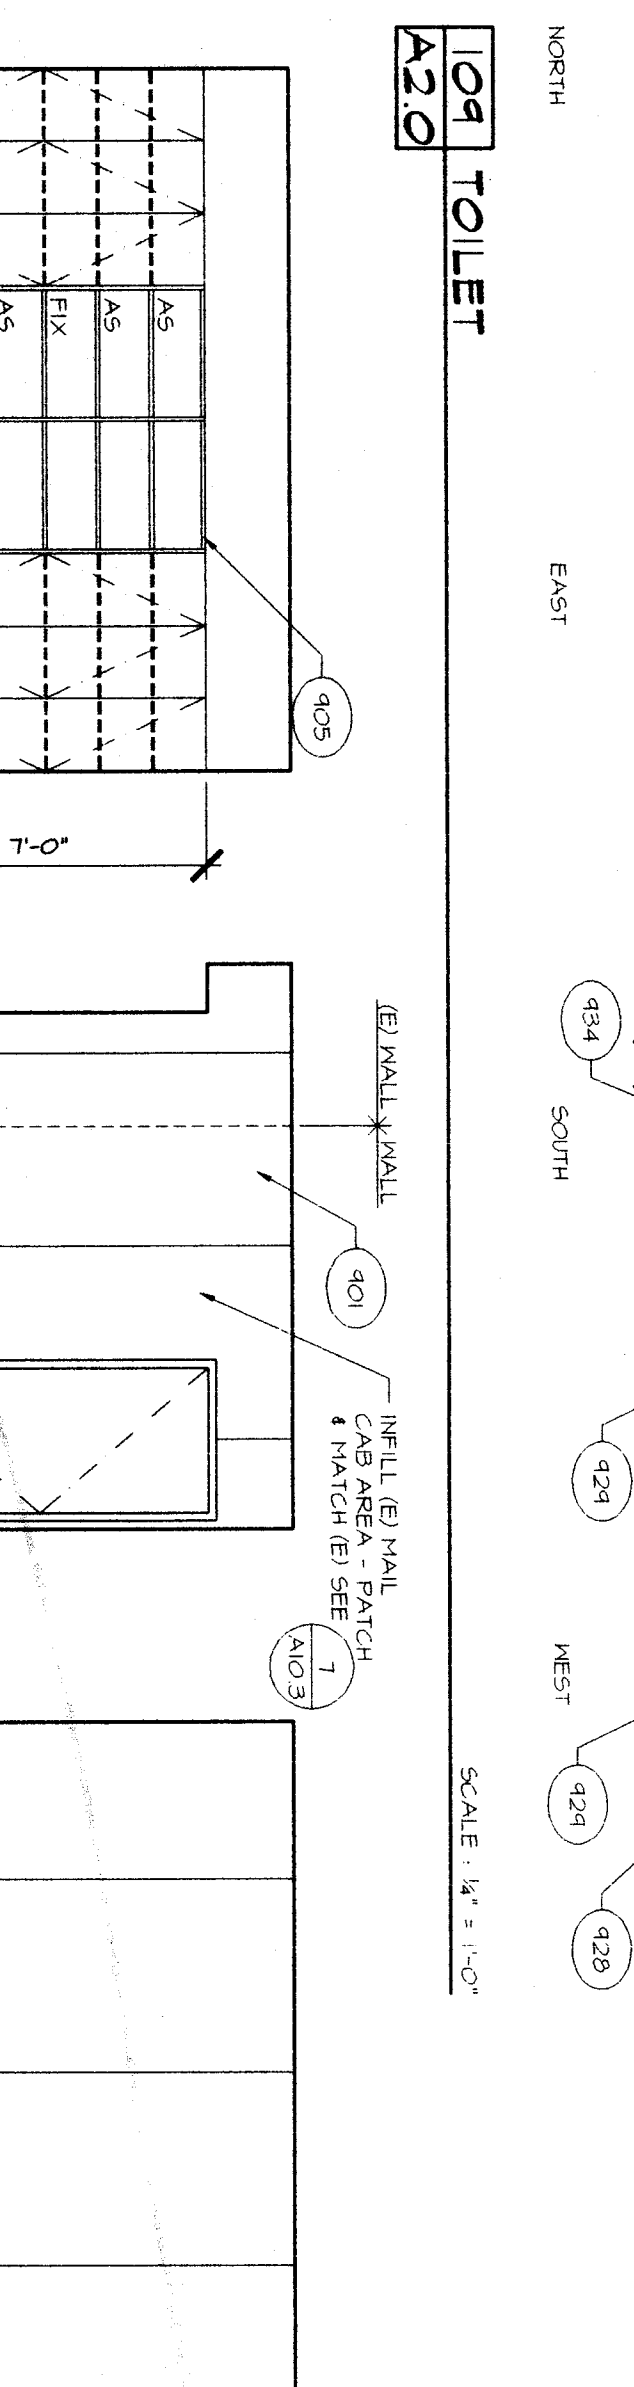 NORTH
EAST
SOUTH
WEST
934
929
929
928
109 TOILET
A2.0
SCALE : 1/4" = 1'-0"
905
(E) WALL WALL
901
INFILL (E) MAIL
CAB AREA - PATCH
& MATCH (E) SEE
7
A10.3
AS
AS
FIX
AS
7'-0"